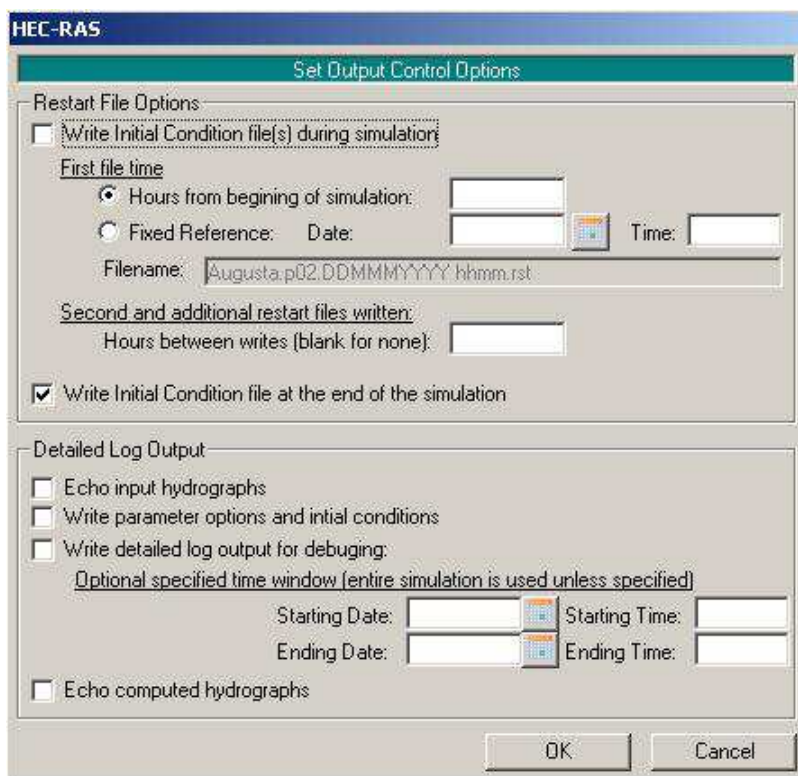 HEC-RAS
Set Output Control Options
Restart File Options
Write Initial Condition file(s) during simulation
First file time
Hours from begining of simulation:
Fixed Reference: Date: Time:
Filename: Augusta.p02.DDMMMYYYY hhmm.rst
Second and additional restart files written:
Hours between writes (blank for none):
Write Initial Condition file at the end of the simulation
Detailed Log Output
Echo input hydrographs
Write parameter options and intial conditions
Write detailed log output for debuging:
Optional specified time window (entire simulation is used unless specified)
Starting Date: Starting Time:
Ending Date: Ending Time:
Echo computed hydrographs
OK Cancel